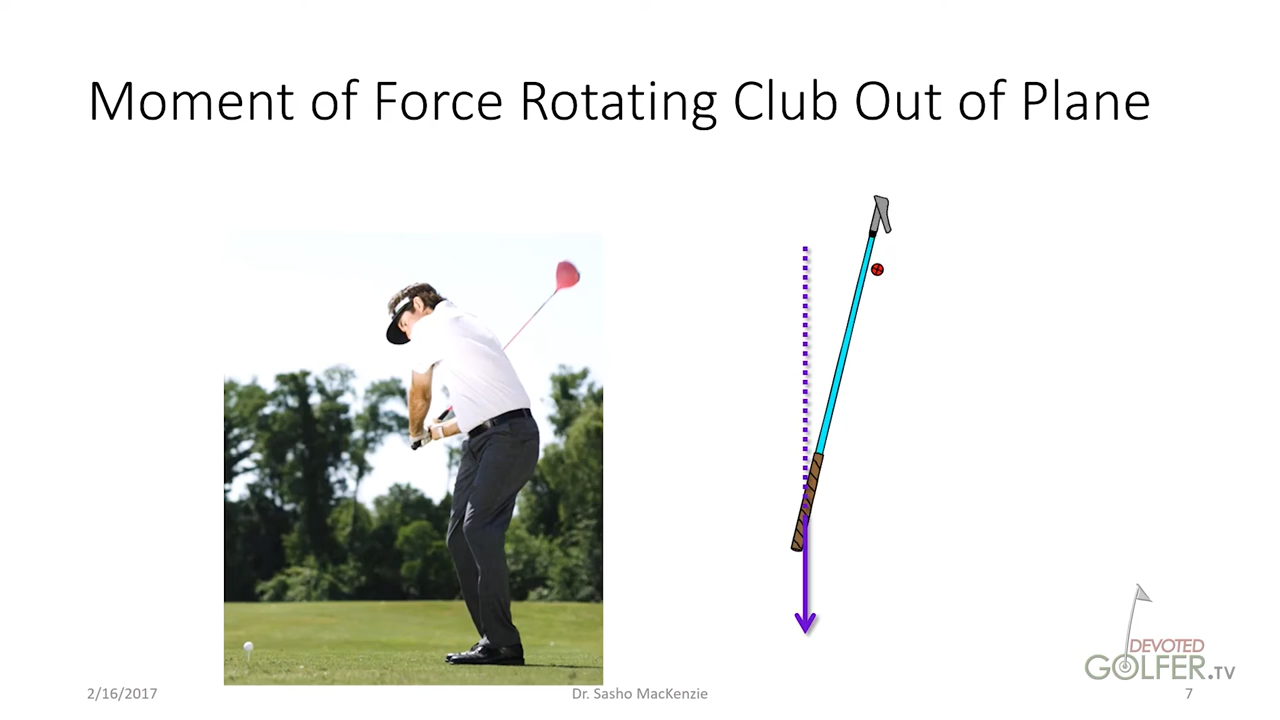 Moment of Force Rotating Club Out of Plane
DEVOTED
GOLFER.TV
2/16/2017
Dr. Sasho MacKenzie
7